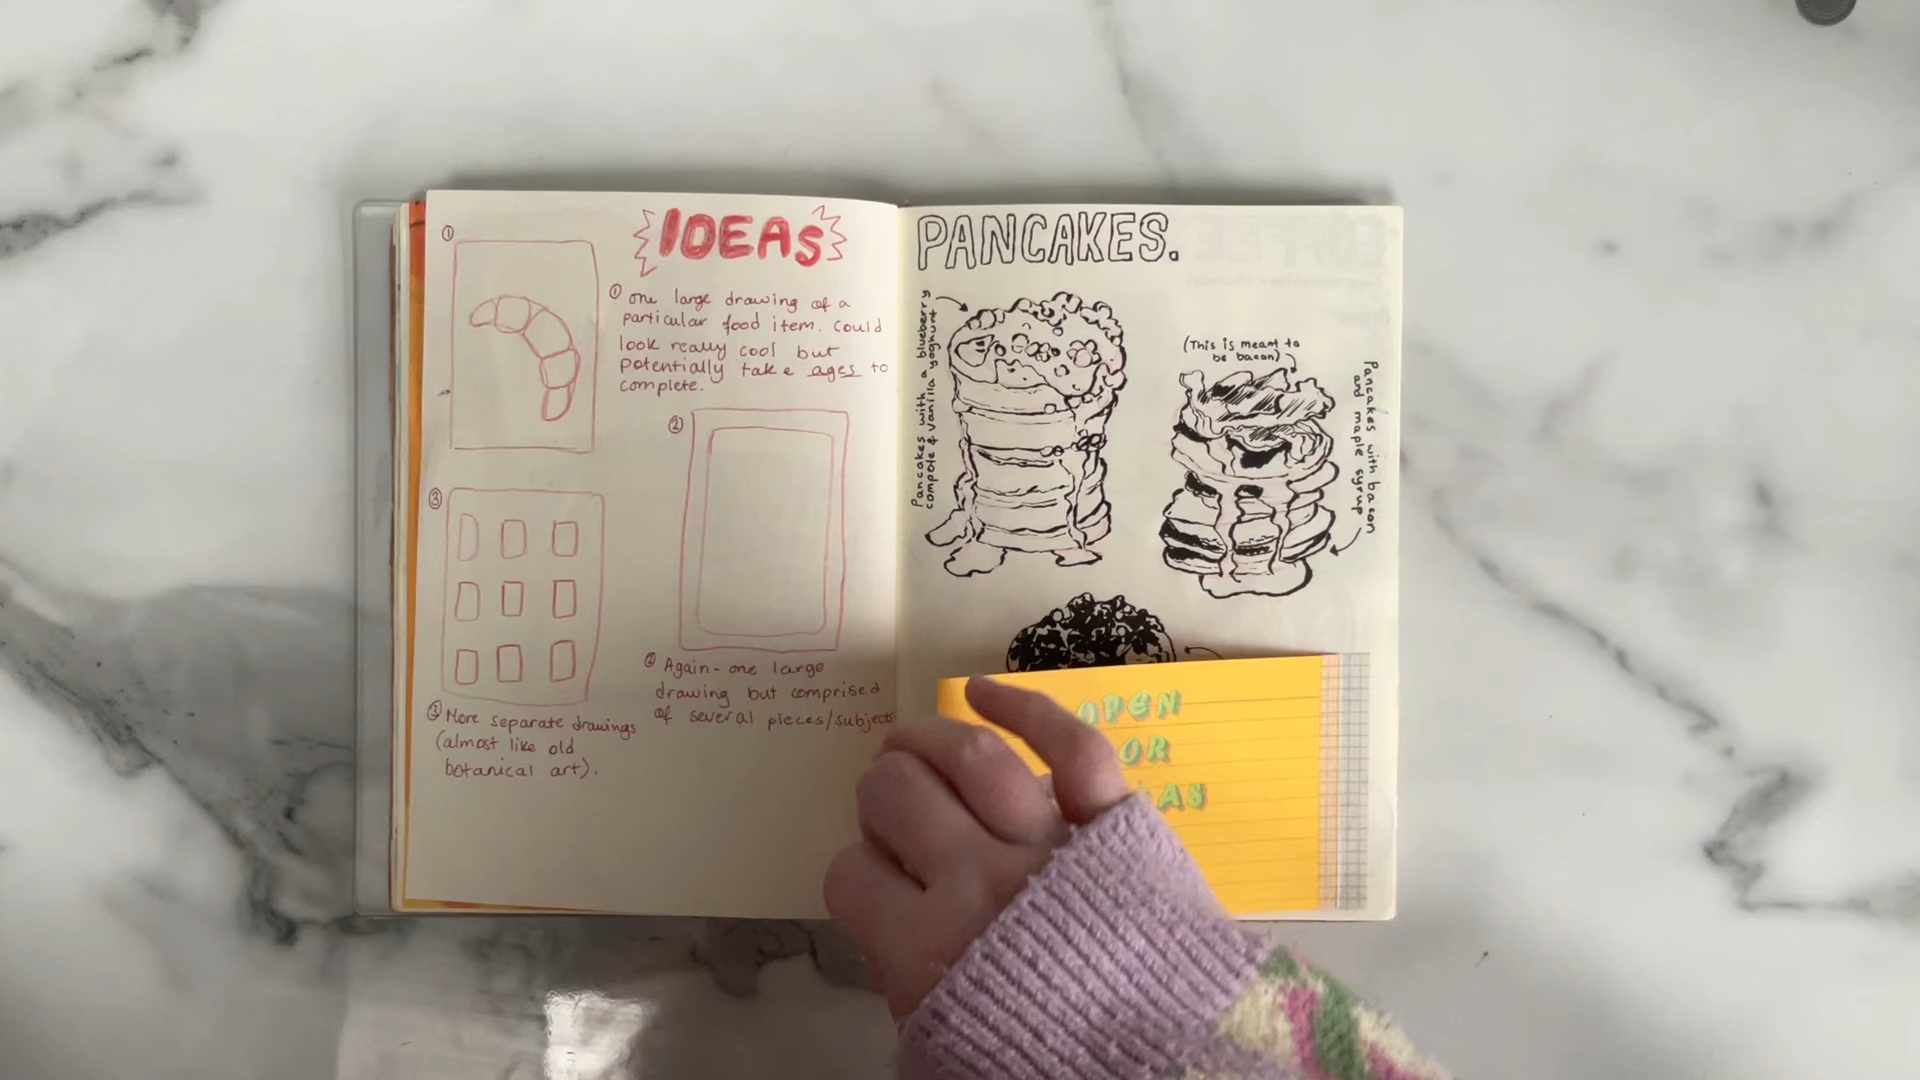 IDEAS
①
① one large drawing of a
particular food item. Could
look really cool but
potentially take ages to
complete.
②
③
② Again - one large
drawing but comprised
of several pieces/subjects
③ More separate drawings
(almost like old
botanical art).
PANCAKES.
Pancakes with a blueberry
compote & vanilla yoghurt
(This is meant to
be bacon)
Pancakes with bacon
and maple syrup
OPEN
OR
AS